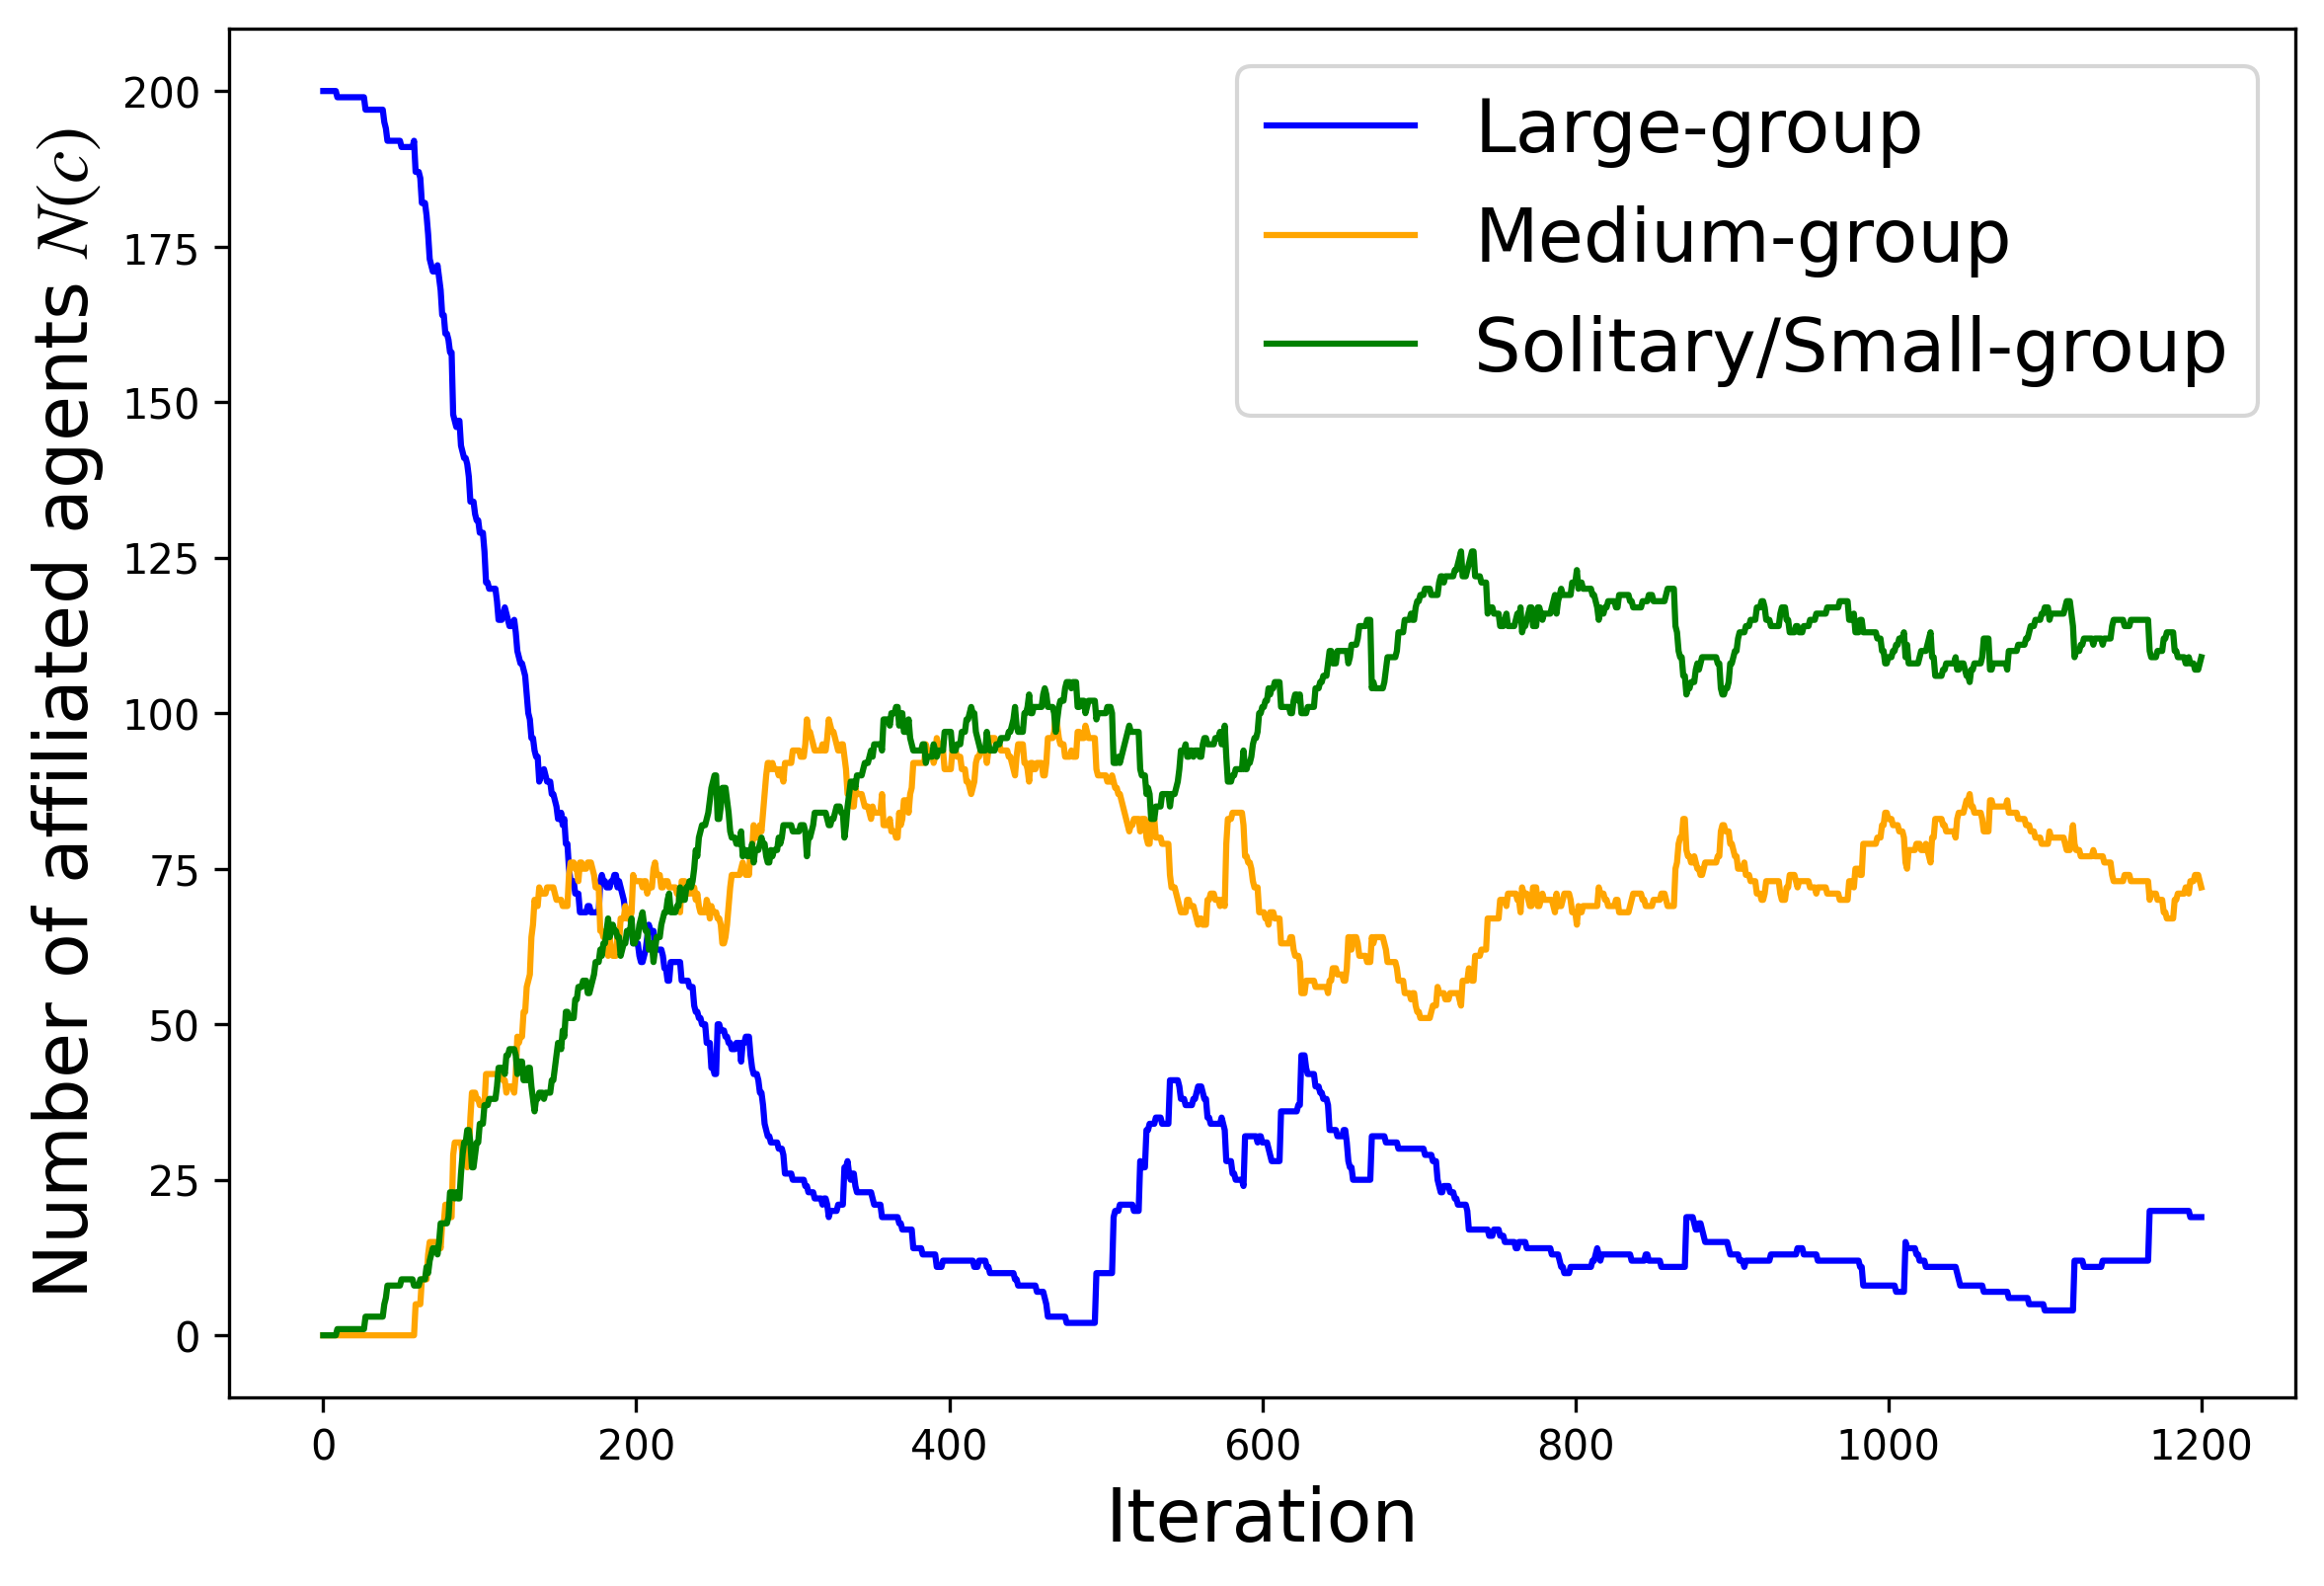 Number of affiliated agents N(c)
200
175
150
125
100
75
50
25
0
Large-group
Medium-group
Solitary/Small-group
0 200 400 600 800 1000 1200
Iteration